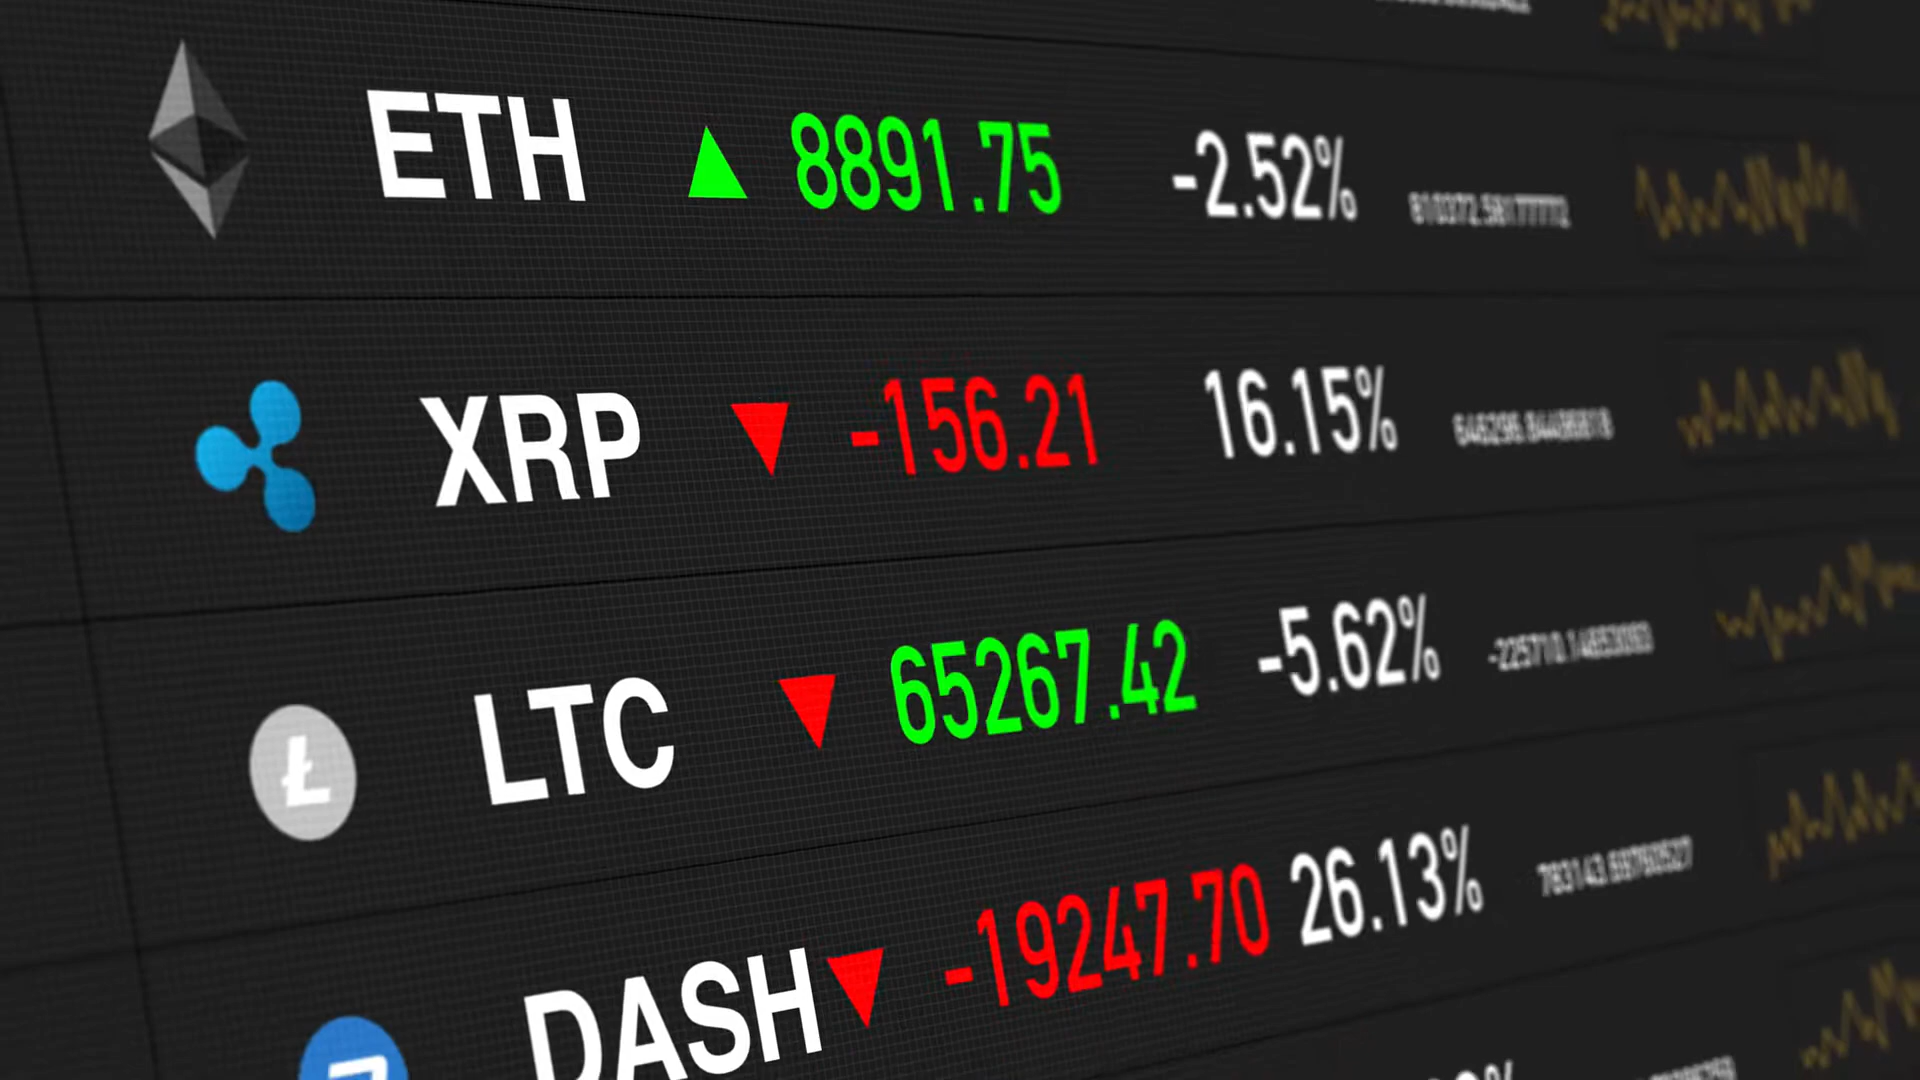 ETH ▲ 8891.75 -2.52%
XRP ▼ -156.21 16.15%
LTC ▼ 65267.42 -5.62%
DASH ▼ -19247.70 26.13%